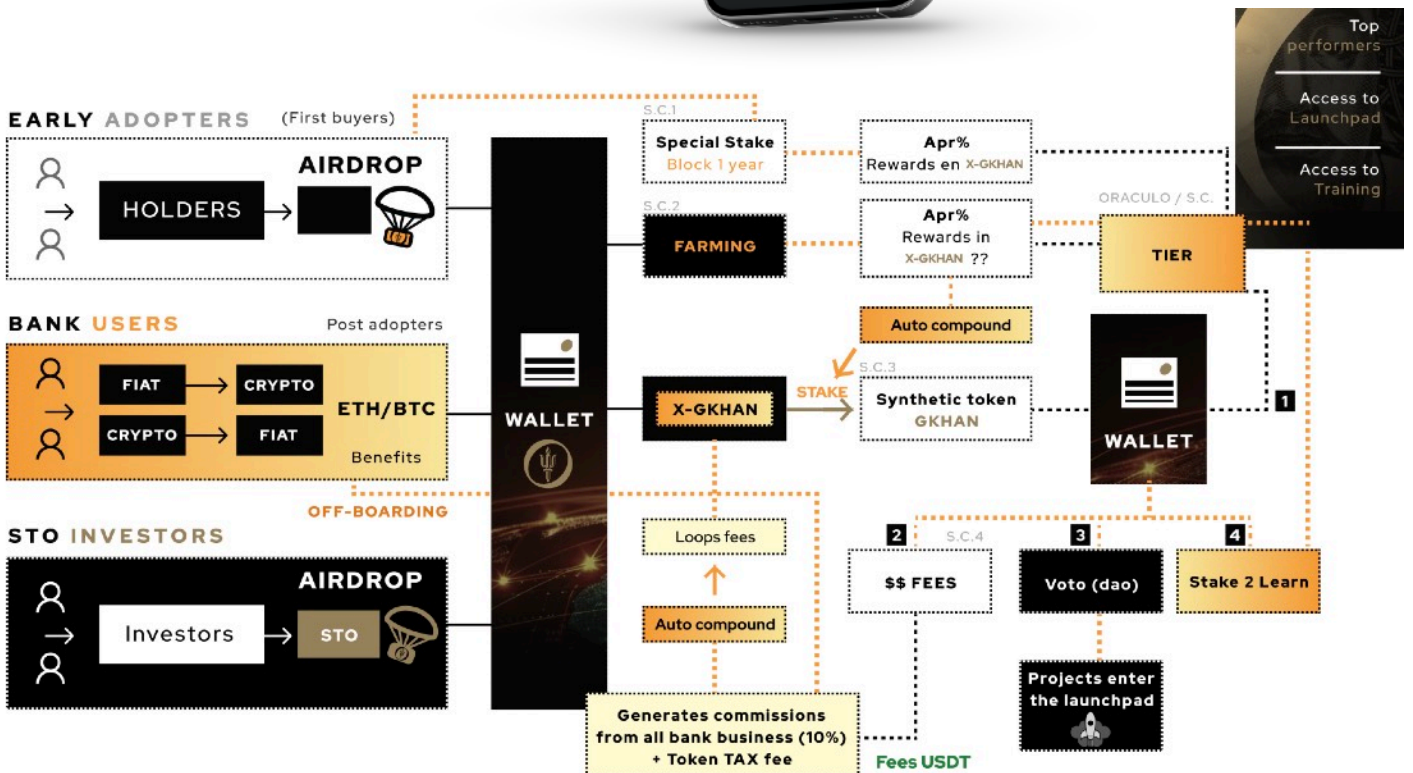 Top
performers
Access to
Launchpad
Access to
Training
EARLY ADOPTERS (First buyers)
AIRDROP
HOLDERS
S.C.1
Special Stake
Block 1 year
Apr%
Rewards en X-GKHAN
S.C.2
FARMING
Apr%
Rewards in
X-GKHAN ??
ORACULO / S.C.
TIER
Auto compound
BANK USERS Post adopters
FIAT CRYPTO
CRYPTO FIAT
ETH/BTC
Benefits
OFF-BOARDING
WALLET
X-GKHAN
STAKE
S.C.3
Synthetic token
GKHAN
WALLET
1
STO INVESTORS
AIRDROP
Investors
STO
Loops fees
Auto compound
Generates commissions
from all bank business (10%)
+ Token TAX fee
2
S.C.4
3
4
$$ FEES
Voto (dao)
Stake 2 Learn
Projects enter
the launchpad
Fees USDT